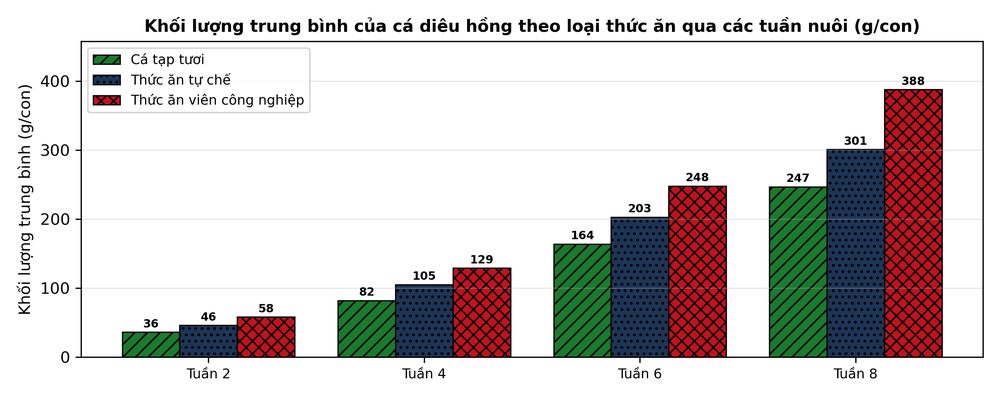 Khối lượng trung bình của cá diêu hồng theo loại thức ăn qua các tuần nuôi (g/con)
Cá tạp tươi
Thức ăn tự chế
Thức ăn viên công nghiệp
Khối lượng trung bình (g/con)
400
300
200
100
0
36
46
58
82
105
129
164
203
248
247
301
388
Tuần 2
Tuần 4
Tuần 6
Tuần 8